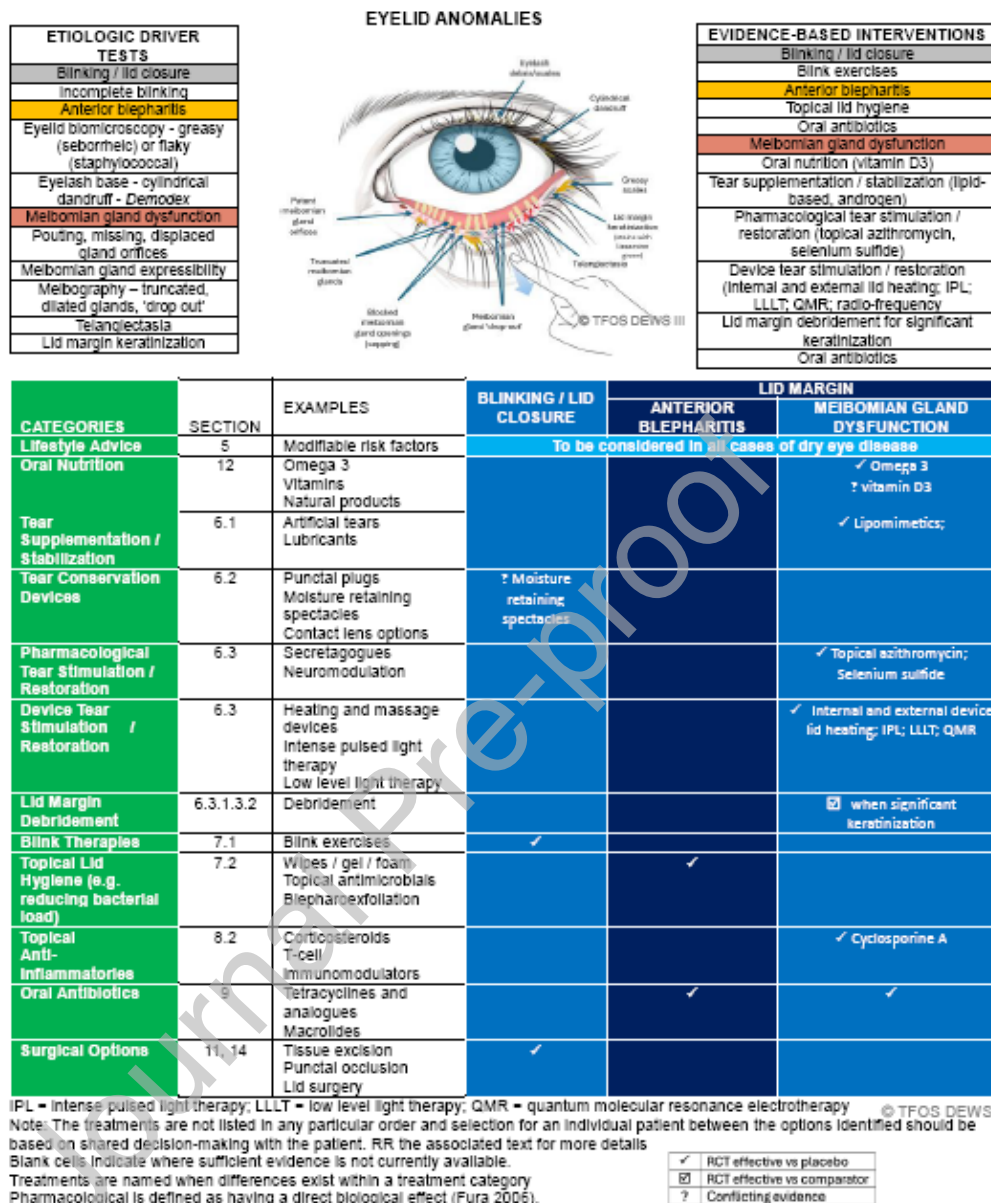 EYELID ANOMALIES
ETIOLOGIC DRIVER
TESTS
Blinking / lid closure
Incomplete blinking
Anterior blepharitis
Eyelid biomicroscopy - greasy
(seborrheic) or flaky
(staphylococcal)
Eyelash base - cylindrical
dandruff - Demodex
Meibomian gland dysfunction
Pouting, missing, displaced
gland orifices
Meibomian gland expressibility
Meibography – truncated,
dilated glands, 'drop out'
Telangiectasia
Lid margin keratinization
Eyelash
debris/scales
Cylindrical
dandruff
Greasy
scales
Lid margin
keratinization
Telangiectasia
Patent
meibomian
gland
orifices
Truncated
meibomian
glands
Blocked
meibomian
gland openings
(capping)
Meibomian
gland 'drop out'
© TFOS DEWS III
EVIDENCE-BASED INTERVENTIONS
Blinking / lid closure
Blink exercises
Anterior blepharitis
Topical lid hygiene
Oral antibiotics
Meibomian gland dysfunction
Oral nutrition (vitamin D3)
Tear supplementation / stabilization (lipid-
based, androgen)
Pharmacological tear stimulation /
restoration (topical azithromycin,
selenium sulfide)
Device tear stimulation / restoration
(internal and external lid heating; IPL;
LLLT; QMR; radio-frequency
Lid margin debridement for significant
keratinization
Oral antibiotics
LID MARGIN
CATEGORIES SECTION EXAMPLES BLINKING / LID CLOSURE ANTERIOR BLEPHARITIS MEIBOMIAN GLAND DYSFUNCTION
Lifestyle Advice 5 Modifiable risk factors To be considered in all cases of dry eye disease
Oral Nutrition 12 Omega 3 ✓ Omega 3
Vitamins ? vitamin D3
Natural products
Tear 6.1 Artificial tears ✓ Lipomimetics;
Supplementation / Lubricants
Stabilization
Tear Conservation 6.2 Punctal plugs ? Moisture
Devices Moisture retaining retaining
spectacles spectacles
Contact lens options
Pharmacological 6.3 Secretagogues ✓ Topical azithromycin;
Tear Stimulation / Neuromodulation Selenium sulfide
Restoration
Device Tear 6.3 Heating and massage ✓ Internal and external device
Stimulation / devices lid heating; IPL; LLLT; QMR
Restoration Intense pulsed light
therapy
Low level light therapy
Lid Margin 6.3.1.3.2 Debridement ☑ when significant
Debridement keratinization
Blink Therapies 7.1 Blink exercises ✓
Topical Lid 7.2 Wipes / gel / foam ✓
Hygiene (e.g. Topical antimicrobials
reducing bacterial Blepharoexfoliation
load)
Topical 8.2 Corticosteroids ✓ Cyclosporine A
Anti- T-cell
Inflammatories immunomodulators
Oral Antibiotics 9 Tetracyclines and ✓ ✓
analogues
Macrolides
Surgical Options 11, 14 Tissue excision ✓
Punctal occlusion
Lid surgery
IPL = intense pulsed light therapy; LLLT = low level light therapy; QMR = quantum molecular resonance electrotherapy © TFOS DEWS
Note: The treatments are not listed in any particular order and selection for an individual patient between the options identified should be
based on shared decision-making with the patient. RR the associated text for more details
Blank cells indicate where sufficient evidence is not currently available.
Treatments are named when differences exist within a treatment category
Pharmacological is defined as having a direct biological effect (Fura 2006).
✓ RCT effective vs placebo
☑ RCT effective vs comparator
? Conflicting evidence
Journal Pre-proof